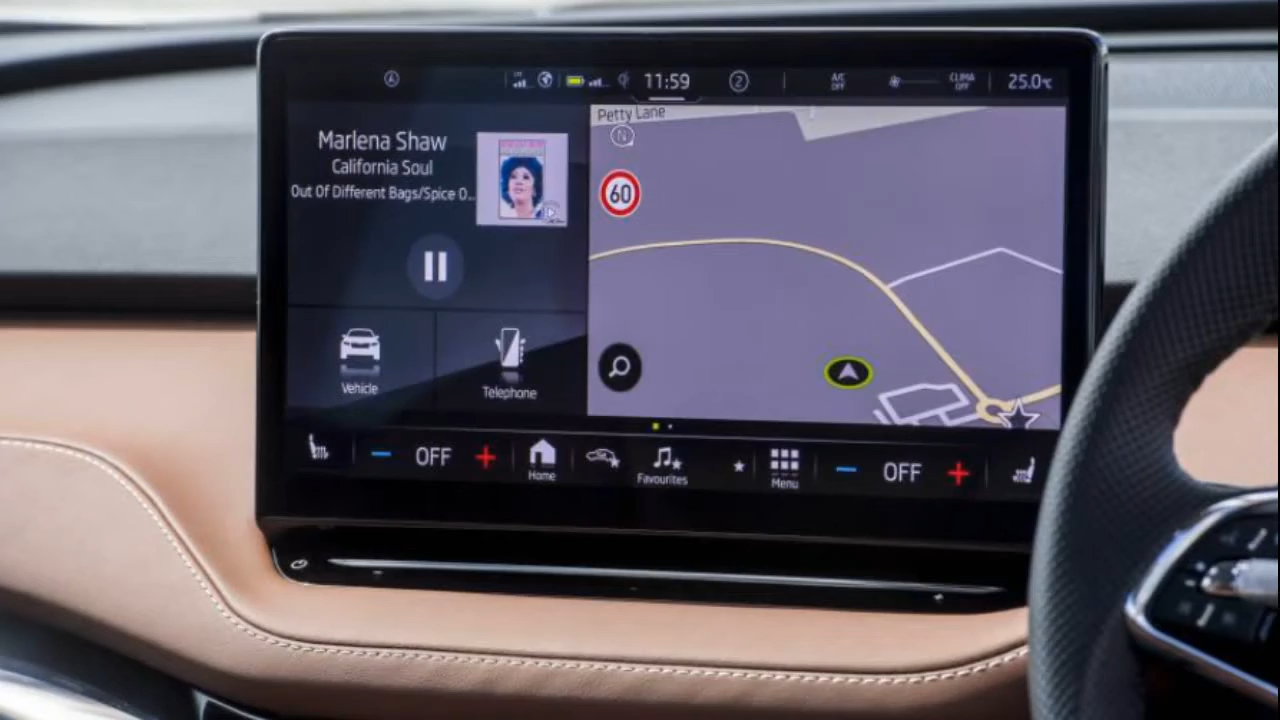 11:59
2
A/C
OFF
CLIMA
OFF
25.0°C
Marlena Shaw
California Soul
Out Of Different Bags/Spice O..
Vehicle
Telephone
Petty Lane
N
60
OFF
Home
Favourites
Menu
OFF